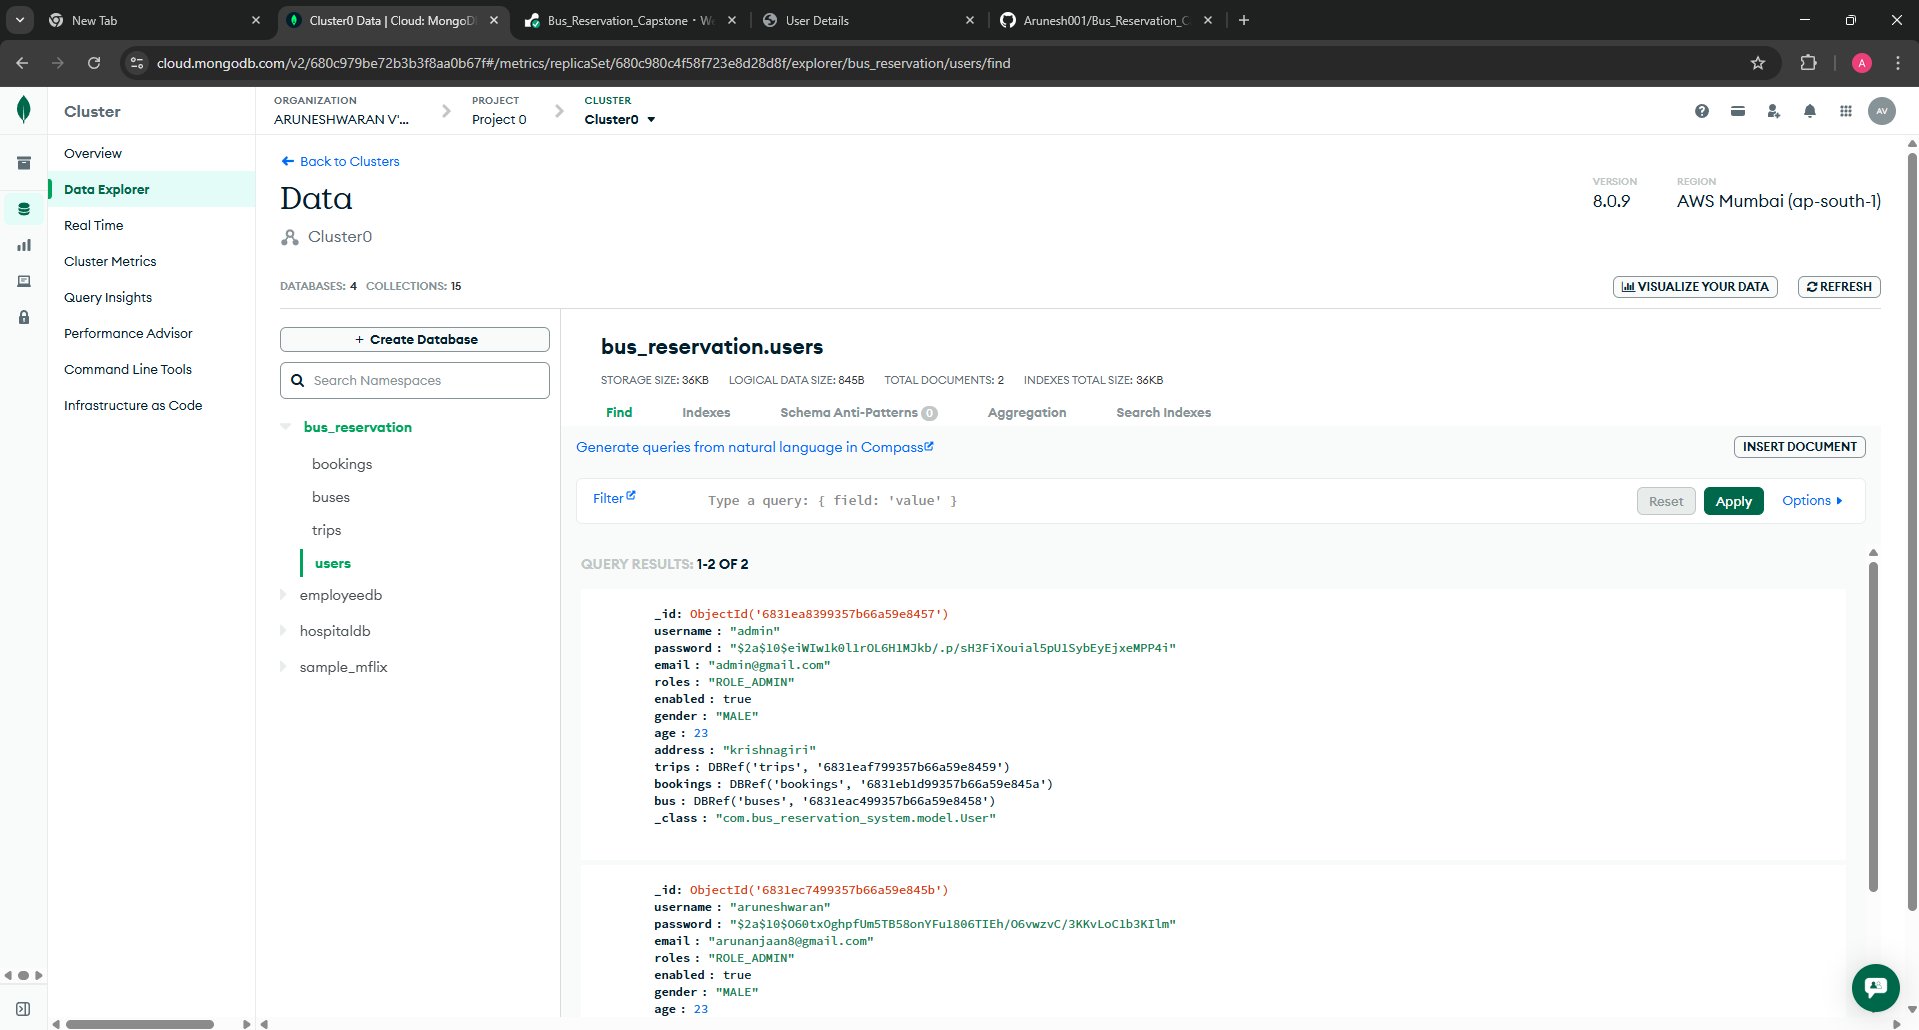 New Tab
Cluster0 Data | Cloud: MongoD
Bus_Reservation_Capstone • W
User Details
Arunesh001/Bus_Reservation_C
cloud.mongodb.com/v2/680c979be72b3b3f8aa0b67f#/metrics/replicaSet/680c980c4f58f723e8d28d8f/explorer/bus_reservation/users/find
A
Cluster
ORGANIZATION
ARUNESHWARAN V'...
PROJECT
Project 0
CLUSTER
Cluster0
AV
Overview
Data Explorer
Real Time
Cluster Metrics
Query Insights
Performance Advisor
Command Line Tools
Infrastructure as Code
Back to Clusters
Data
Cluster0
VERSION
8.0.9
REGION
AWS Mumbai (ap-south-1)
DATABASES: 4 COLLECTIONS: 15
VISUALIZE YOUR DATA
REFRESH
+ Create Database
Search Namespaces
bus_reservation
bookings
buses
trips
users
employeedb
hospitaldb
sample_mflix
bus_reservation.users
STORAGE SIZE: 36KB LOGICAL DATA SIZE: 845B TOTAL DOCUMENTS: 2 INDEXES TOTAL SIZE: 36KB
Find
Indexes
Schema Anti-Patterns 0
Aggregation
Search Indexes
Generate queries from natural language in Compass
INSERT DOCUMENT
Filter
Type a query: { field: 'value' }
Reset
Apply
Options
QUERY RESULTS: 1-2 OF 2
_id: ObjectId('6831ea8399357b66a59e8457')
username : "admin"
password : "$2a$10$eiWIw1k0l1rOL6H1MJkb/.p/sH3FiXouial5pU1SybEyEjxeMPP4i"
email : "admin@gmail.com"
roles : "ROLE_ADMIN"
enabled : true
gender : "MALE"
age : 23
address : "krishnagiri"
trips : DBRef('trips', '6831eaf799357b66a59e8459')
bookings : DBRef('bookings', '6831eb1d99357b66a59e845a')
bus : DBRef('buses', '6831eac499357b66a59e8458')
_class : "com.bus_reservation_system.model.User"
_id: ObjectId('6831ec7499357b66a59e845b')
username : "aruneshwaran"
password : "$2a$10$O60txOghpfUm5TB58onYFu1806TIEh/O6vwzvC/3KKvLoC1b3KIlm"
email : "arunanjaan8@gmail.com"
roles : "ROLE_ADMIN"
enabled : true
gender : "MALE"
age : 23